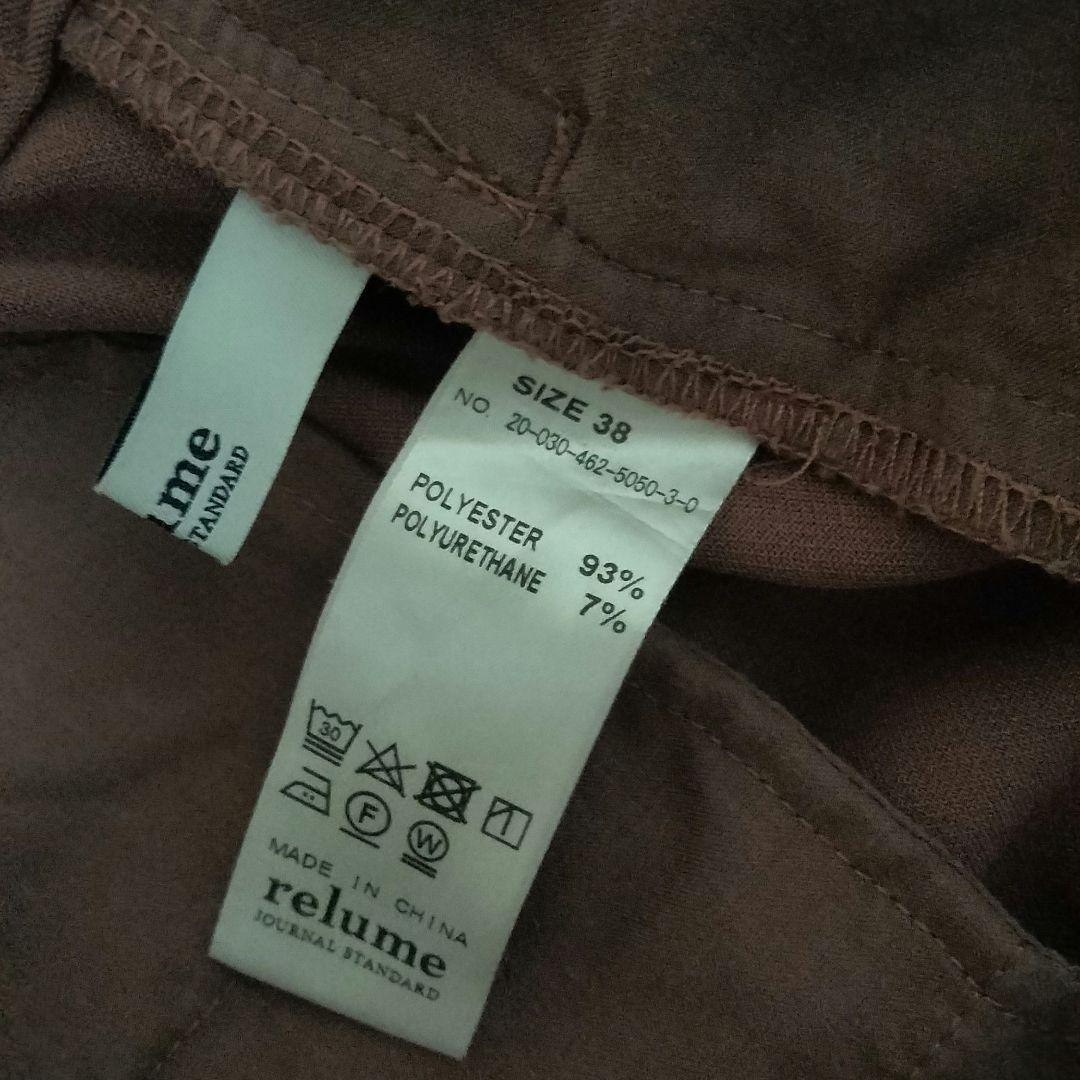 SIZE 38
NO. 20-030-462-5050-3-0
POLYESTER 93%
POLYURETHANE 7%
30
F
W
MADE IN CHINA
relume
JOURNAL STANDARD
ume
STANDARD